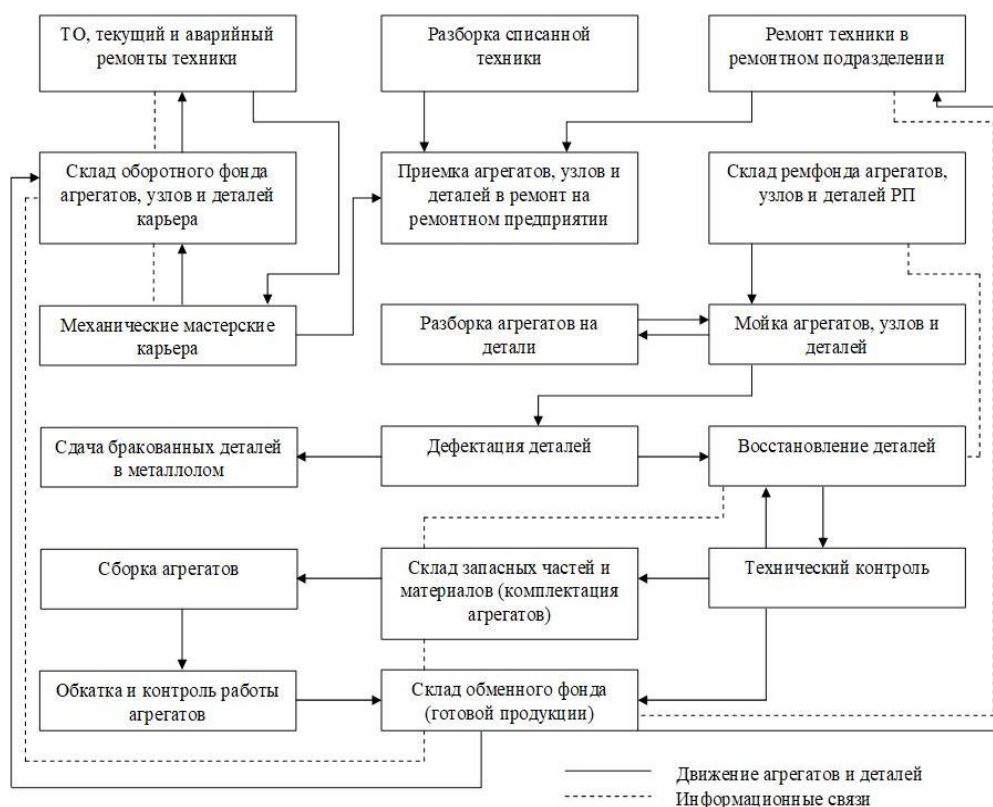 ТО, текущий и аварийный
ремонты техники
Разборка списанной
техники
Ремонт техники в
ремонтном подразделении
Склад оборотного фонда
агрегатов, узлов и деталей
карьера
Приемка агрегатов, узлов и
деталей в ремонт на
ремонтном предприятии
Склад ремфонда агрегатов,
узлов и деталей РП
Механические мастерские
карьера
Разборка агрегатов на
детали
Мойка агрегатов, узлов и
деталей
Сдача бракованных деталей
в металлолом
Дефектация деталей
Восстановление деталей
Сборка агрегатов
Склад запасных частей и
материалов (комплектация
агрегатов)
Технический контроль
Обкатка и контроль работы
агрегатов
Склад обменного фонда
(готовой продукции)
Движение агрегатов и деталей
Информационные связи